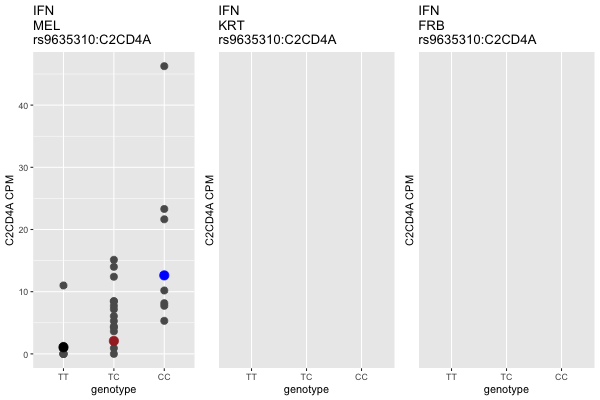 IFN
MEL
rs9635310:C2CD4A
C2CD4A CPM
40
30
20
10
0
TT TC CC
genotype
IFN
KRT
rs9635310:C2CD4A
C2CD4A CPM
TT TC CC
genotype
IFN
FRB
rs9635310:C2CD4A
C2CD4A CPM
TT TC CC
genotype